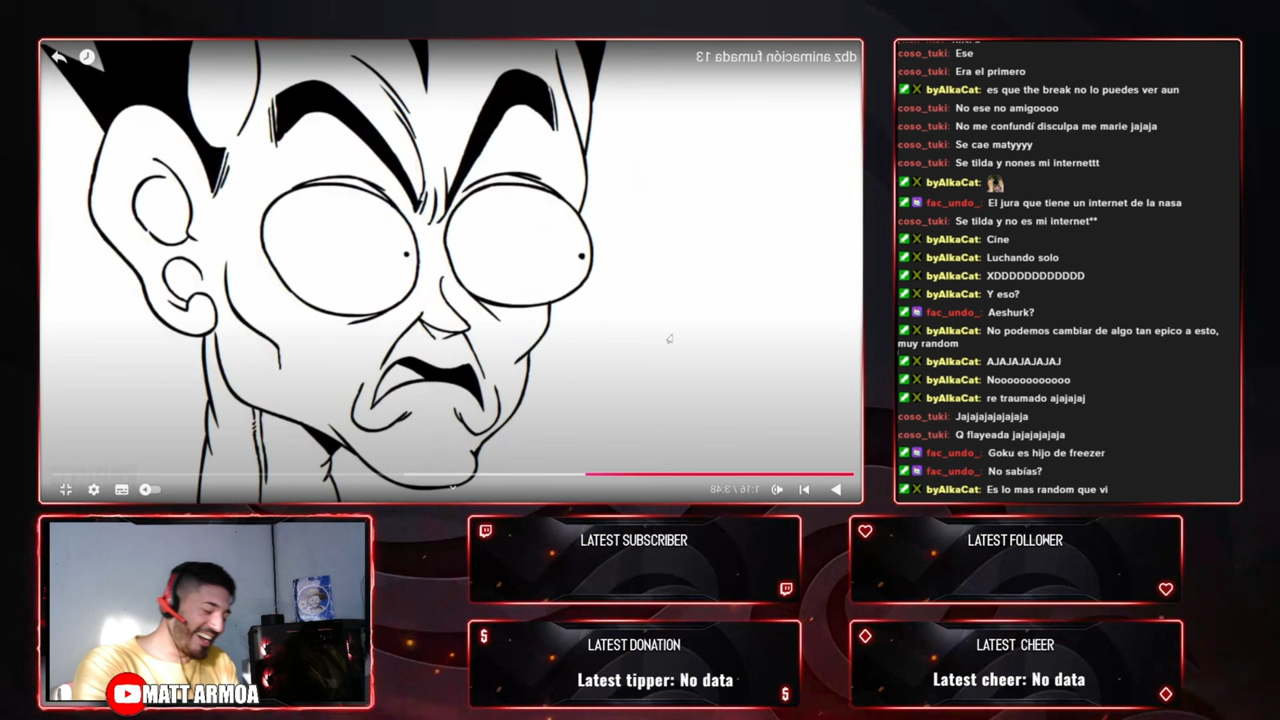 dbz animación fumada 13
1:16 / 3:48
coso_tuki: Ese
coso_tuki: Era el primero
byAlkaCat: es que the break no lo puedes ver aun
coso_tuki: No ese no amigoooo
coso_tuki: No me confundí disculpa me marie jajaja
coso_tuki: Se cae matyyyy
coso_tuki: Se tilda y nones mi internettt
byAlkaCat:
fac_undo_: El jura que tiene un internet de la nasa
coso_tuki: Se tilda y no es mi internet**
byAlkaCat: Cine
byAlkaCat: Luchando solo
byAlkaCat: XDDDDDDDDDDDD
byAlkaCat: Y eso?
fac_undo_: Aeshurk?
byAlkaCat: No podemos cambiar de algo tan epico a esto,
muy random
byAlkaCat: AJAJAJAJAJAJ
byAlkaCat: Nooooooooooo
byAlkaCat: re traumado ajajajaj
coso_tuki: Jajajajajajajaja
coso_tuki: Q flayeada jajajajajaja
fac_undo_: Goku es hijo de freezer
fac_undo_: No sabías?
byAlkaCat: Es lo mas random que vi
LATEST SUBSCRIBER
LATEST FOLLOWER
LATEST DONATION
Latest tipper: No data
LATEST CHEER
Latest cheer: No data
MATT ARMOA